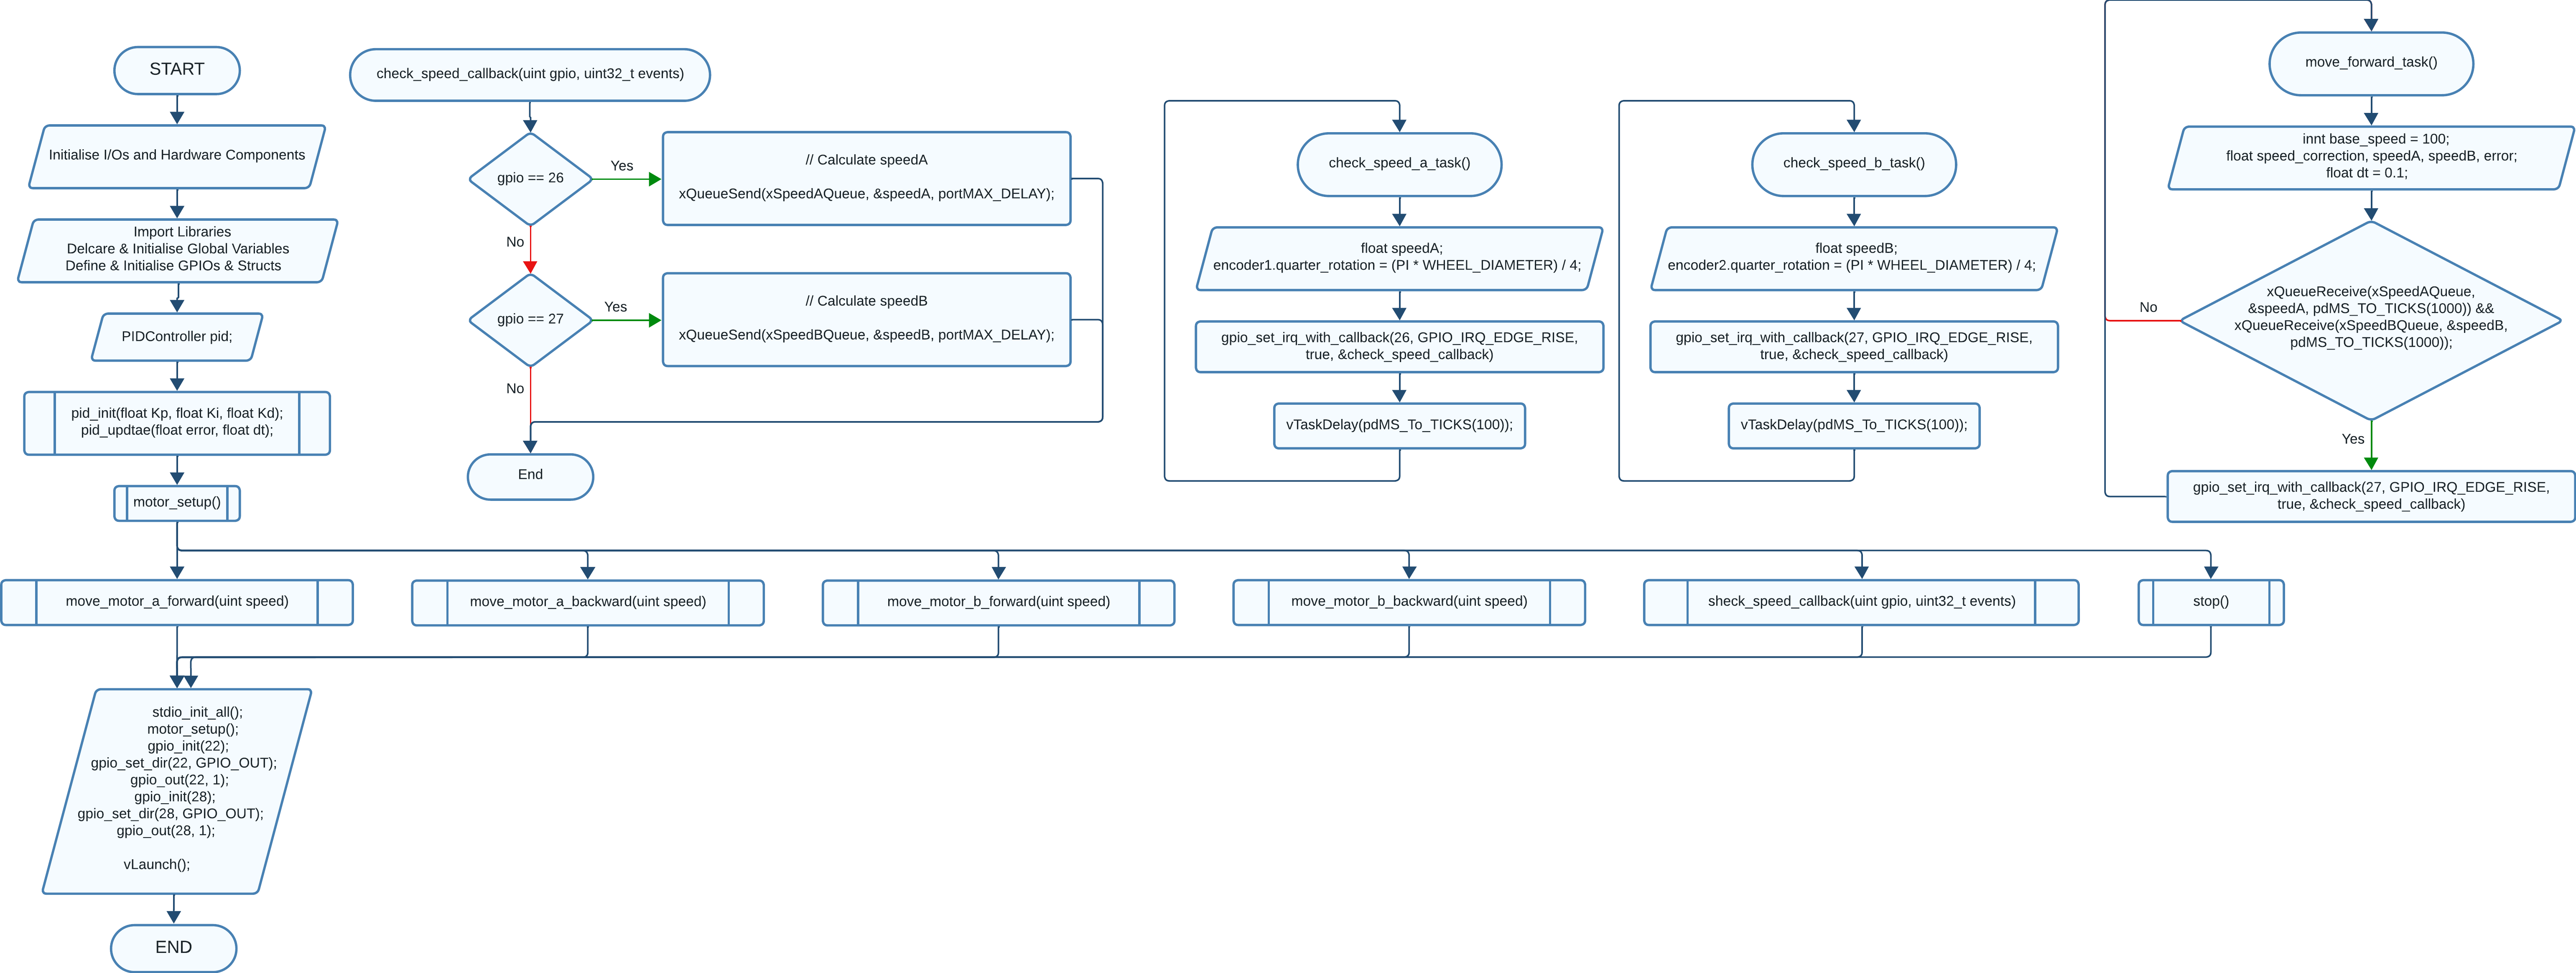 START
Initialise I/Os and Hardware Components
Import Libraries
Delcare & Initialise Global Variables
Define & Initialise GPIOs & Structs
PIDController pid;
pid_init(float Kp, float Ki, float Kd);
pid_updtae(float error, float dt);
motor_setup()
check_speed_callback(uint gpio, uint32_t events)
gpio == 26
Yes
// Calculate speedA
xQueueSend(xSpeedAQueue, &speedA, portMAX_DELAY);
No
gpio == 27
Yes
// Calculate speedB
xQueueSend(xSpeedBQueue, &speedB, portMAX_DELAY);
No
End
check_speed_a_task()
float speedA;
encoder1.quarter_rotation = (PI * WHEEL_DIAMETER) / 4;
gpio_set_irq_with_callback(26, GPIO_IRQ_EDGE_RISE,
true, &check_speed_callback)
vTaskDelay(pdMS_To_TICKS(100));
check_speed_b_task()
float speedB;
encoder2.quarter_rotation = (PI * WHEEL_DIAMETER) / 4;
gpio_set_irq_with_callback(27, GPIO_IRQ_EDGE_RISE,
true, &check_speed_callback)
vTaskDelay(pdMS_To_TICKS(100));
move_forward_task()
innt base_speed = 100;
float speed_correction, speedA, speedB, error;
float dt = 0.1;
xQueueReceive(xSpeedAQueue,
&speedA, pdMS_TO_TICKS(1000)) &&
xQueueReceive(xSpeedBQueue, &speedB,
pdMS_TO_TICKS(1000));
No
Yes
gpio_set_irq_with_callback(27, GPIO_IRQ_EDGE_RISE,
true, &check_speed_callback)
move_motor_a_forward(uint speed)
move_motor_a_backward(uint speed)
move_motor_b_forward(uint speed)
move_motor_b_backward(uint speed)
sheck_speed_callback(uint gpio, uint32_t events)
stop()
stdio_init_all();
motor_setup();
gpio_init(22);
gpio_set_dir(22, GPIO_OUT);
gpio_out(22, 1);
gpio_init(28);
gpio_set_dir(28, GPIO_OUT);
gpio_out(28, 1);
vLaunch();
END